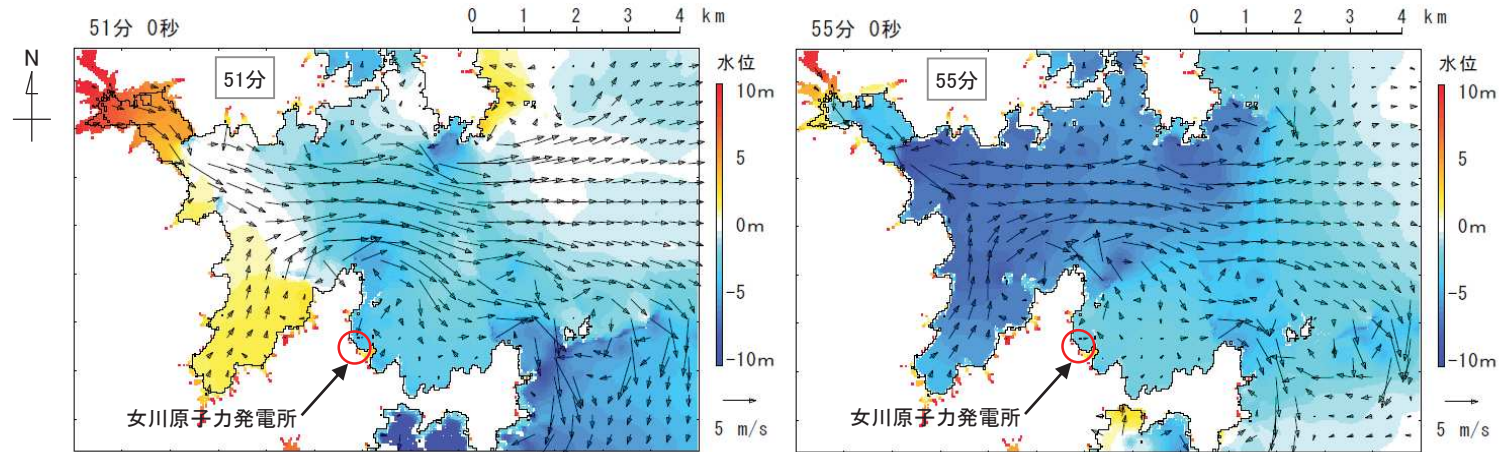 51分 0秒
0 1 2 3 4 km
N
51分
水位
10m
5
0m
-5
-10m
5 m/s
女川原子力発電所
55分 0秒
0 1 2 3 4 km
55分
水位
10m
5
0m
-5
-10m
5 m/s
女川原子力発電所